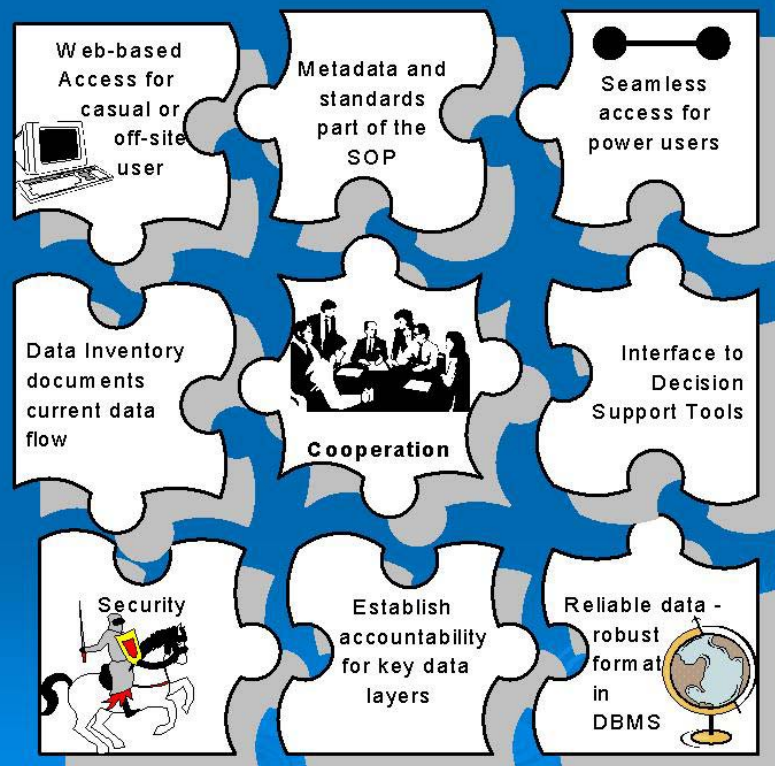 Web-based
Access for
casual or
off-site
user
Metadata and
standards
part of the
SOP
Seamless
access for
power users
Data Inventory
documents
current data
flow
Cooperation
Interface to
Decision
Support Tools
Security
Establish
accountability
for key data
layers
Reliable data -
robust
format
in
DBMS